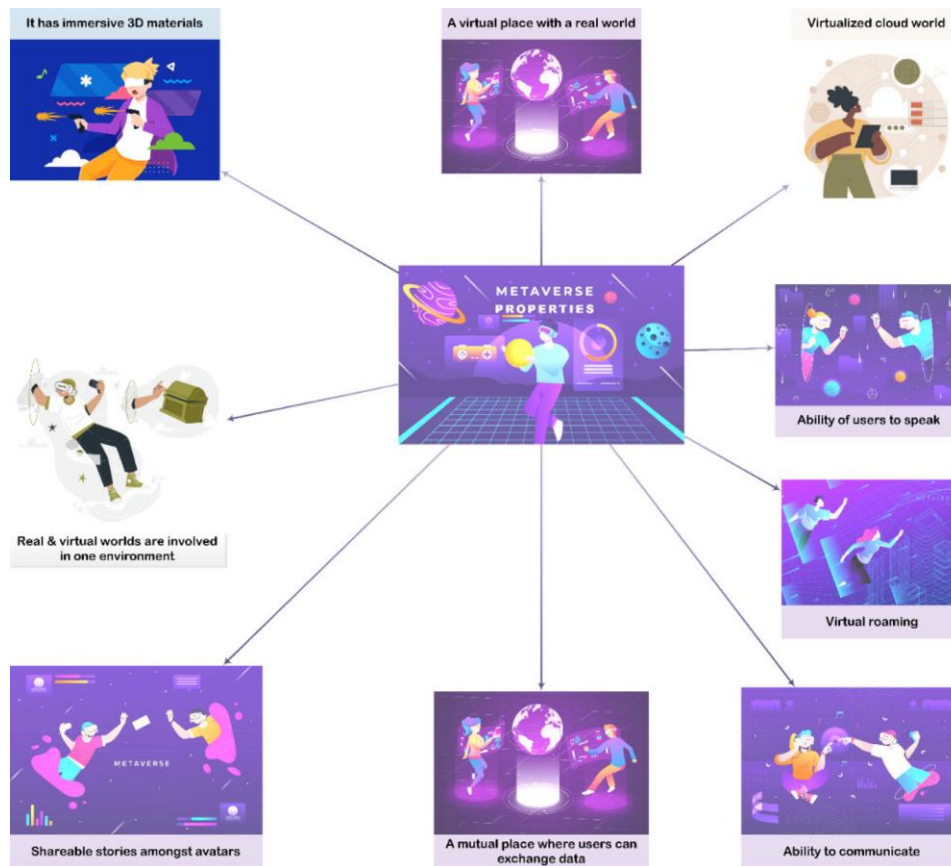 It has immersive 3D materials
A virtual place with a real world
Virtualized cloud world
METAVERSE
PROPERTIES
Ability of users to speak
Real & virtual worlds are involved
in one environment
Virtual roaming
METAVERSE
Shareable stories amongst avatars
A mutual place where users can
exchange data
Ability to communicate